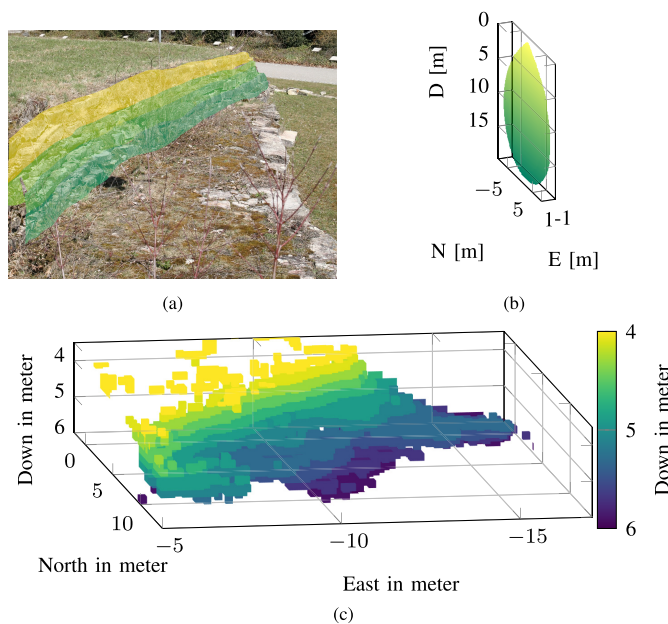 (a)
0
5
10
15
D [m]
−5
5
1
-1
N [m]
E [m]
(b)
4
5
6
Down in meter
0
5
10
North in meter
−5
−10
−15
East in meter
4
5
6
Down in meter
(c)